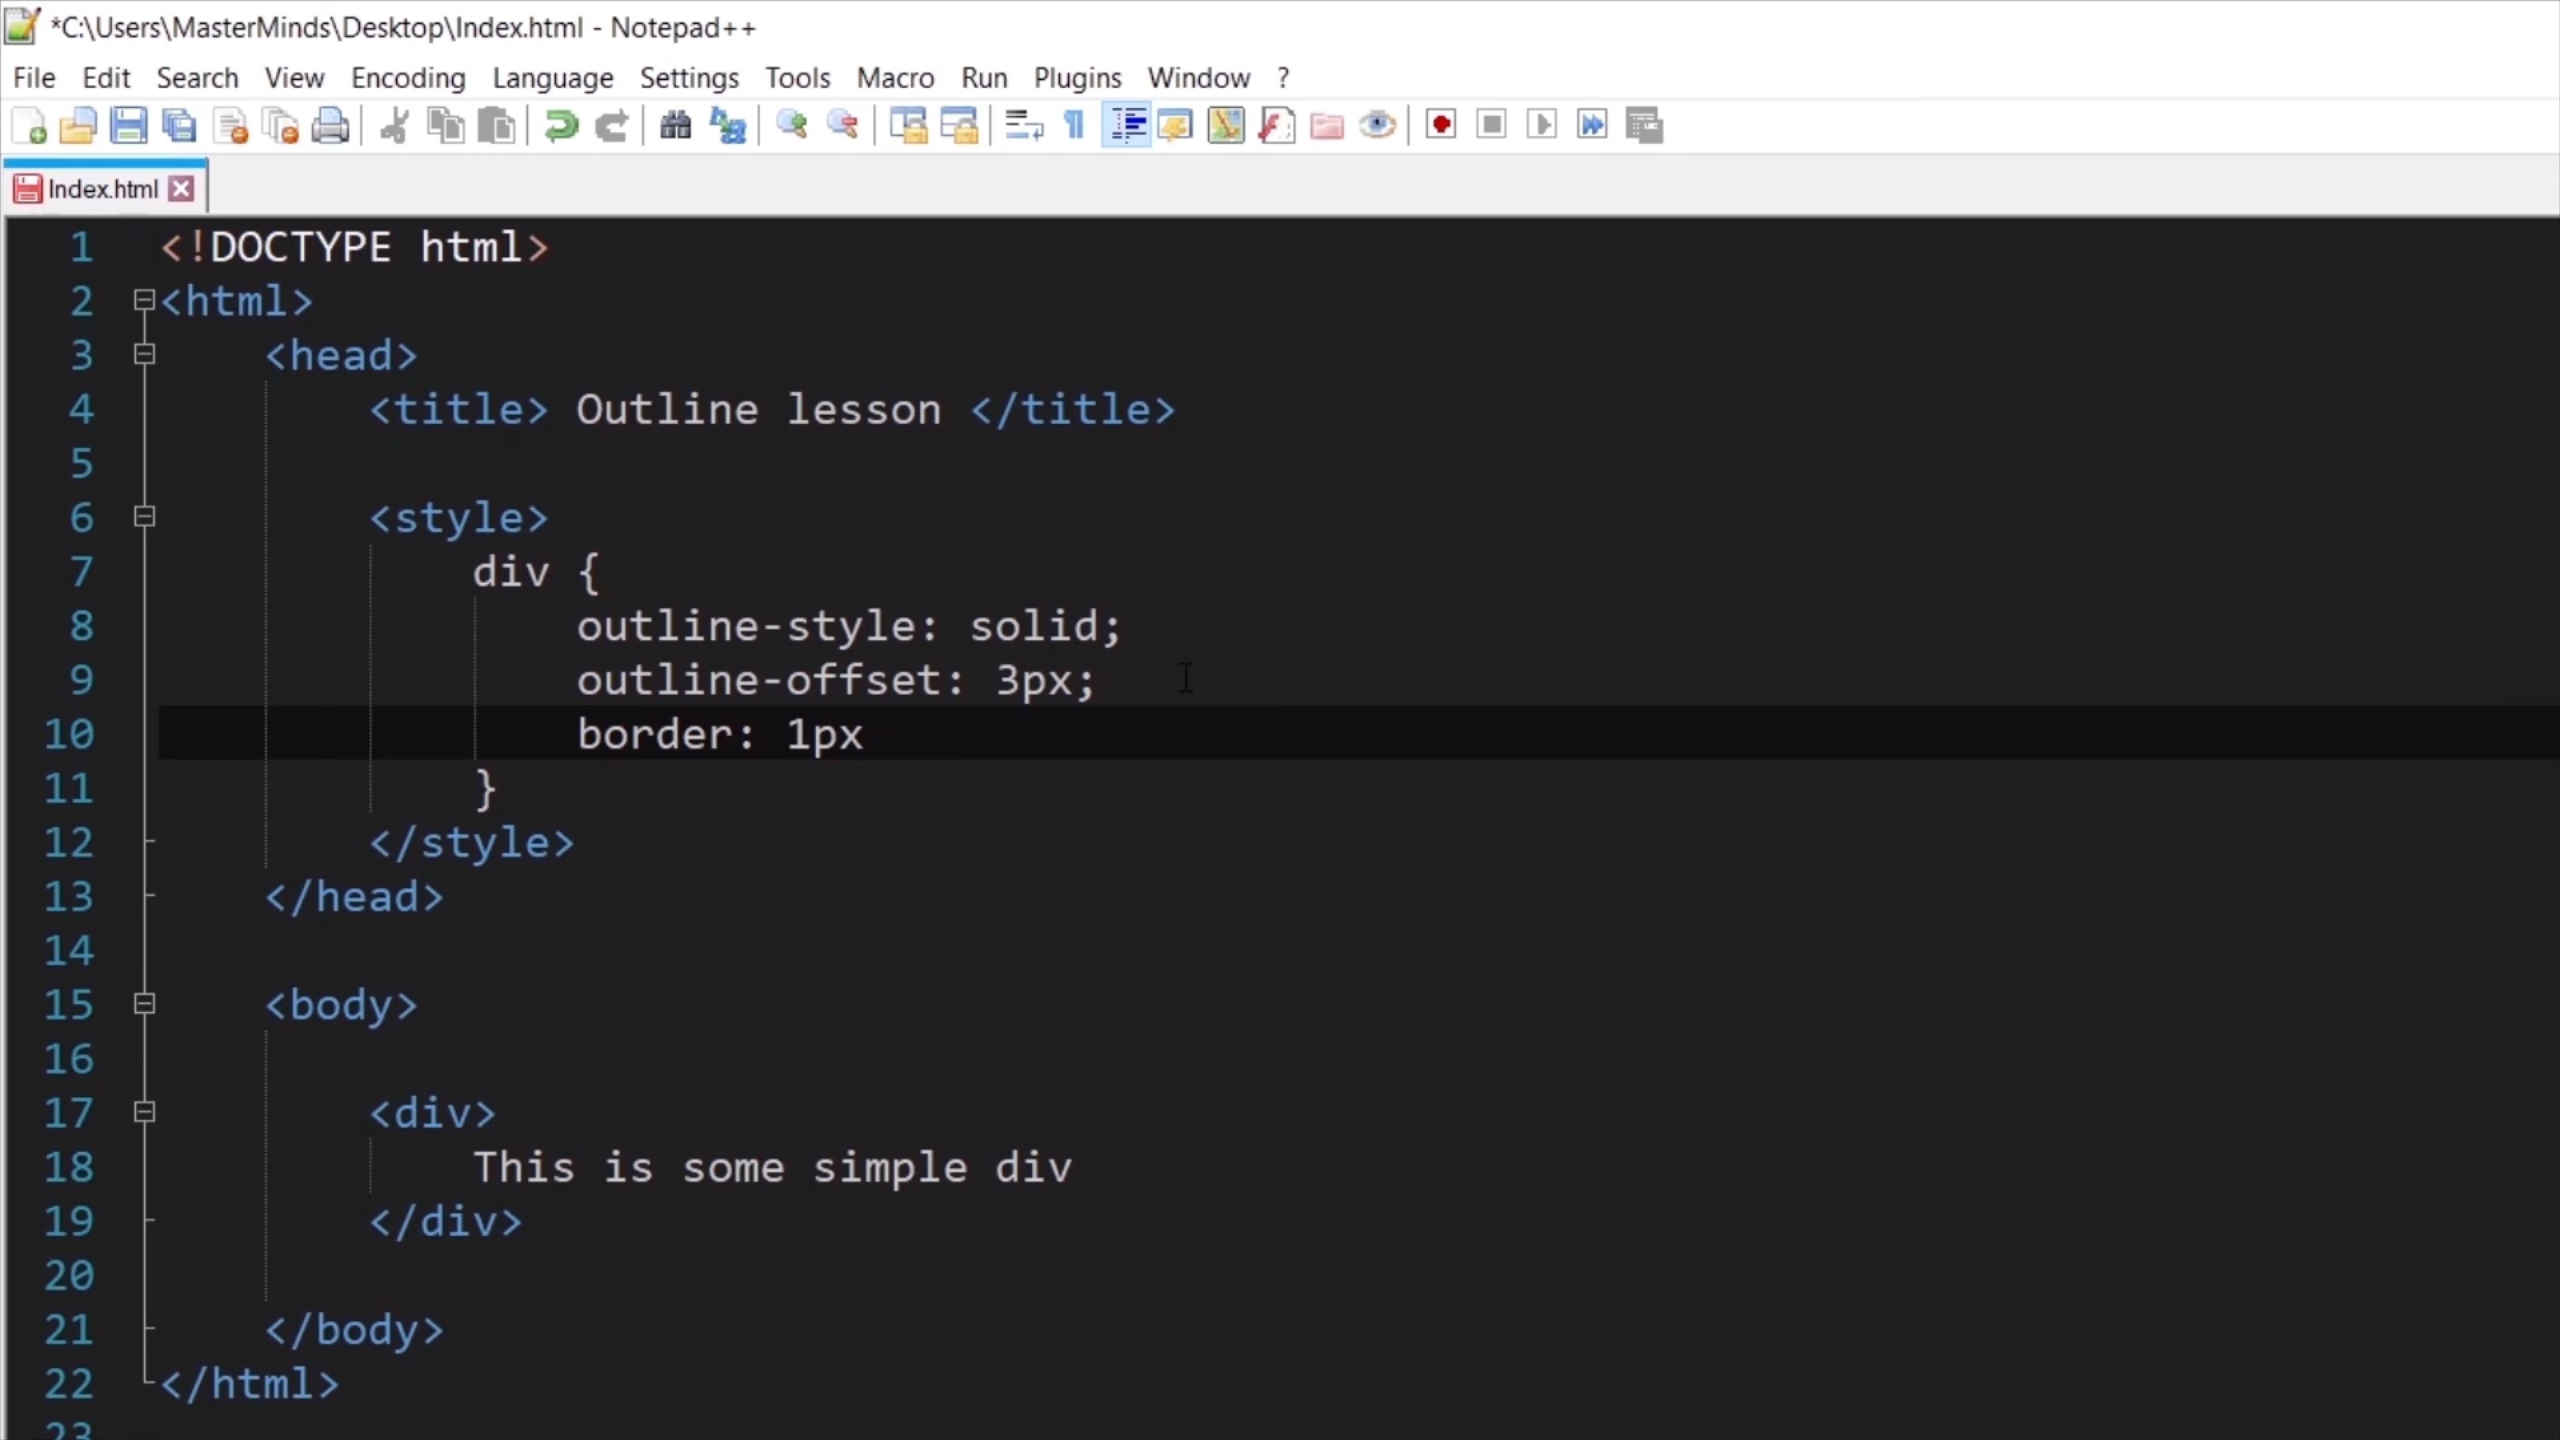 *C:\Users\MasterMinds\Desktop\Index.html - Notepad++
File Edit Search View Encoding Language Settings Tools Macro Run Plugins Window ?
Index.html
1 <!DOCTYPE html>
2 <html>
3 <head>
4 <title> Outline lesson </title>
5
6 <style>
7 div {
8 outline-style: solid;
9 outline-offset: 3px;
10 border: 1px
11 }
12 </style>
13 </head>
14
15 <body>
16
17 <div>
18 This is some simple div
19 </div>
20
21 </body>
22 </html>
23